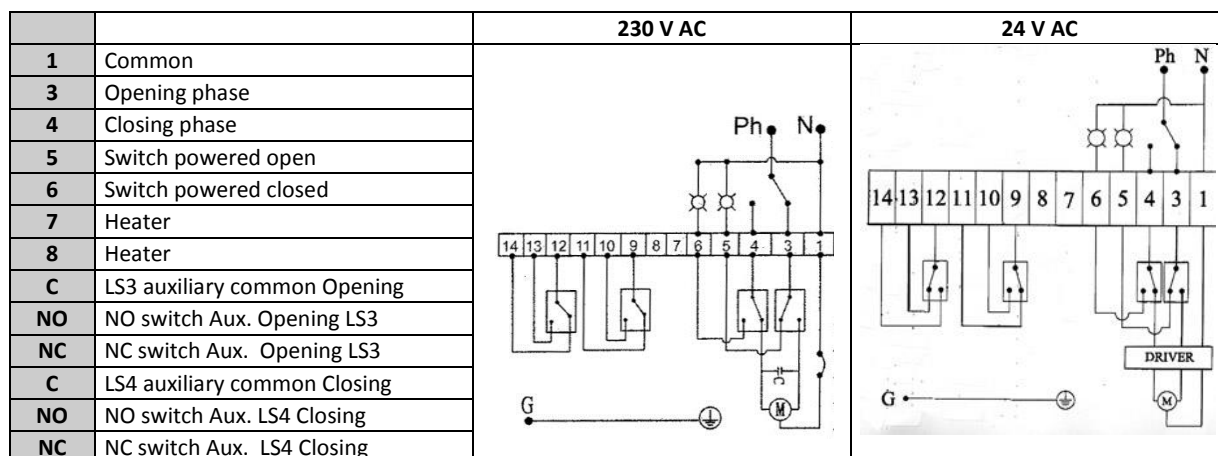 230 V AC 24 V AC
1 Common
3 Opening phase
4 Closing phase
5 Switch powered open
6 Switch powered closed
7 Heater
8 Heater
C LS3 auxiliary common Opening
NO NO switch Aux. Opening LS3
NC NC switch Aux. Opening LS3
C LS4 auxiliary common Closing
NO NO switch Aux. LS4 Closing
NC NC switch Aux. LS4 Closing
Ph N
14 13 12 11 10 9 8 7 6 5 4 3 1
C
G M
Ph N
14 13 12 11 10 9 8 7 6 5 4 3 1
DRIVER
G M